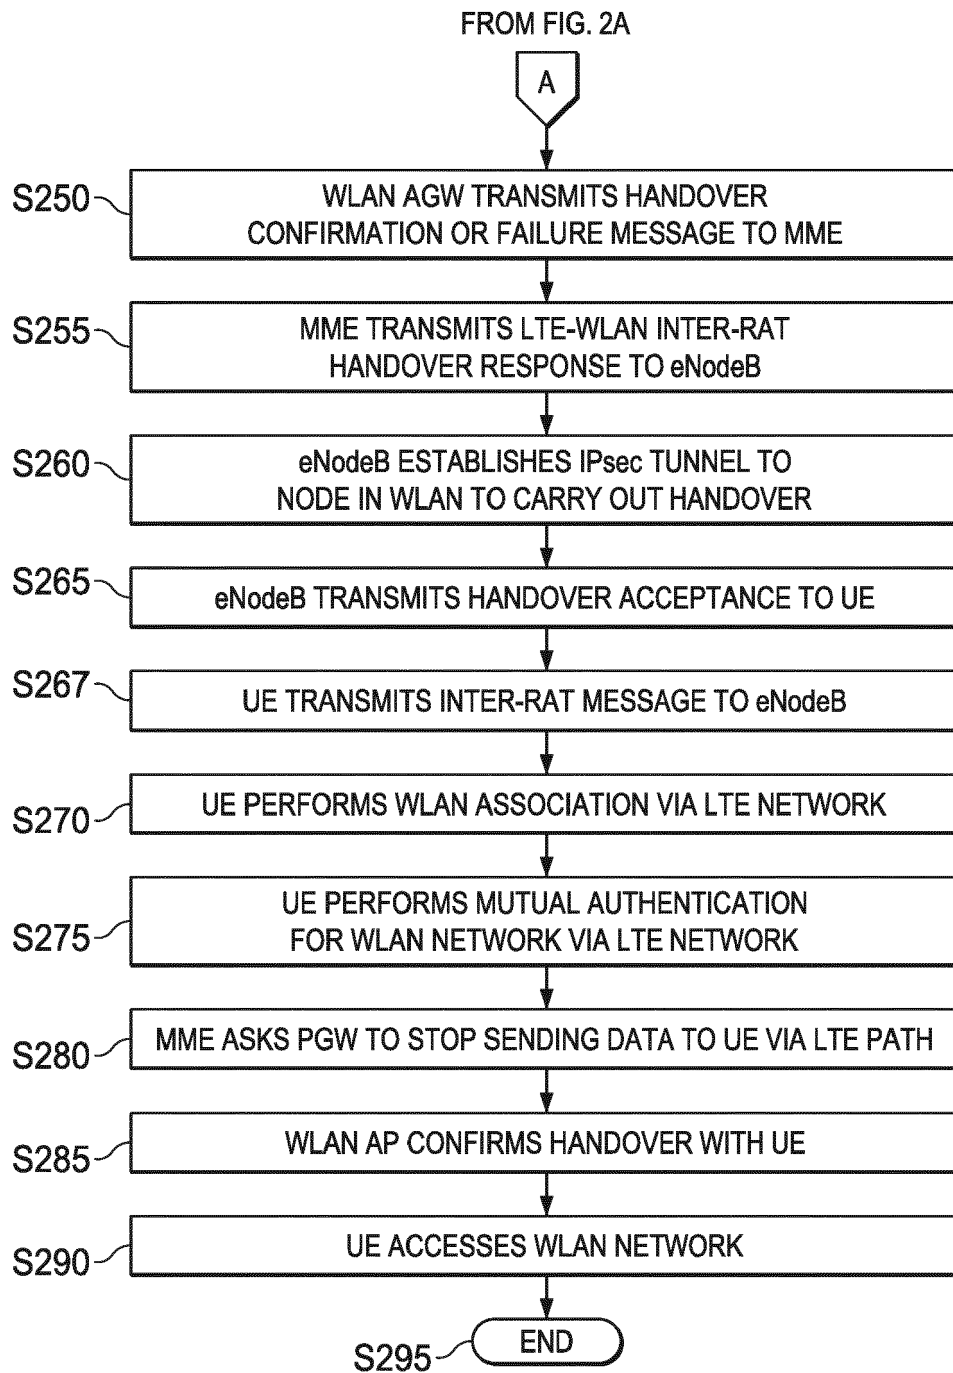 FROM FIG. 2A
A
S250
WLAN AGW TRANSMITS HANDOVER
CONFIRMATION OR FAILURE MESSAGE TO MME
S255
MME TRANSMITS LTE-WLAN INTER-RAT
HANDOVER RESPONSE TO eNodeB
S260
eNodeB ESTABLISHES IPsec TUNNEL TO
NODE IN WLAN TO CARRY OUT HANDOVER
S265
eNodeB TRANSMITS HANDOVER ACCEPTANCE TO UE
S267
UE TRANSMITS INTER-RAT MESSAGE TO eNodeB
S270
UE PERFORMS WLAN ASSOCIATION VIA LTE NETWORK
S275
UE PERFORMS MUTUAL AUTHENTICATION
FOR WLAN NETWORK VIA LTE NETWORK
S280
MME ASKS PGW TO STOP SENDING DATA TO UE VIA LTE PATH
S285
WLAN AP CONFIRMS HANDOVER WITH UE
S290
UE ACCESSES WLAN NETWORK
S295
END